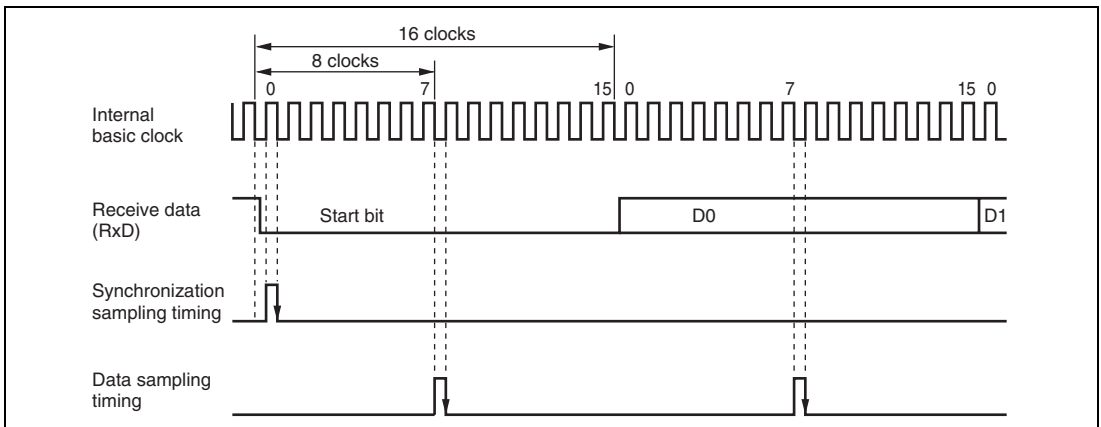 16 clocks
8 clocks
0 7 15 0 7 15 0
Internal
basic clock
Receive data
(RxD)
Start bit D0 D1
Synchronization
sampling timing
Data sampling
timing